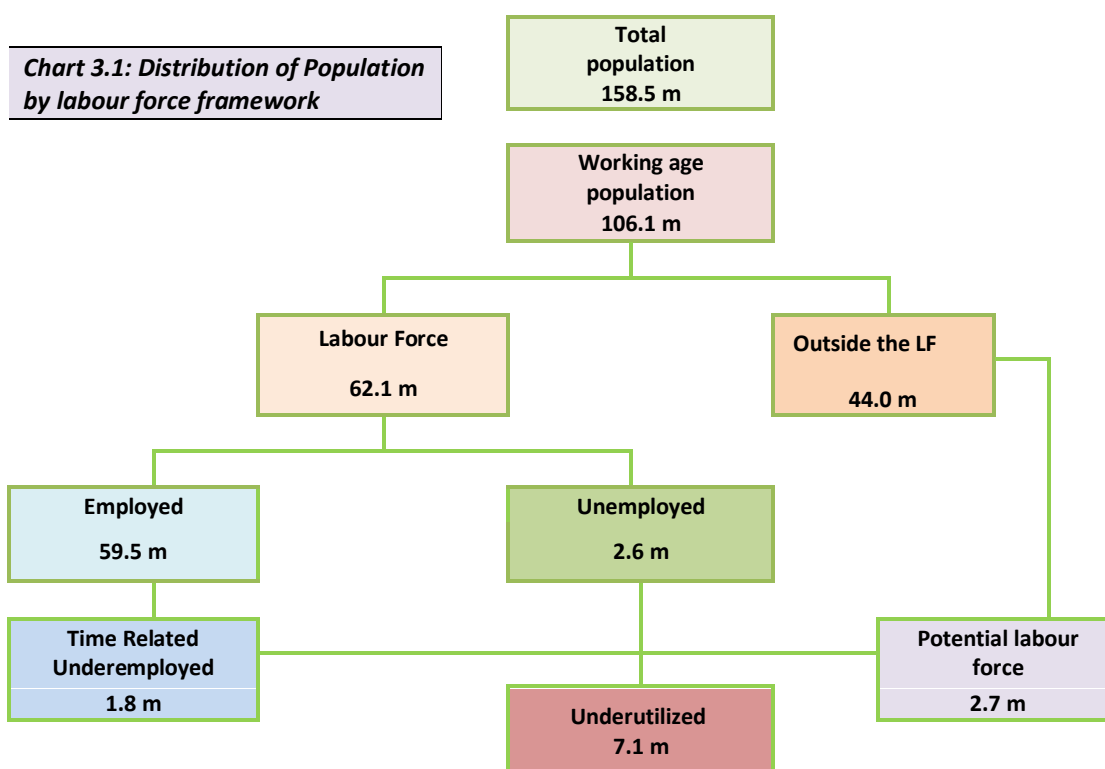 Total
population
158.5 m
Chart 3.1: Distribution of Population
by labour force framework
Working age
population
106.1 m
Labour Force
62.1 m
Outside the LF
44.0 m
Employed
59.5 m
Unemployed
2.6 m
Time Related
Underemployed
1.8 m
Potential labour
force
2.7 m
Underutilized
7.1 m